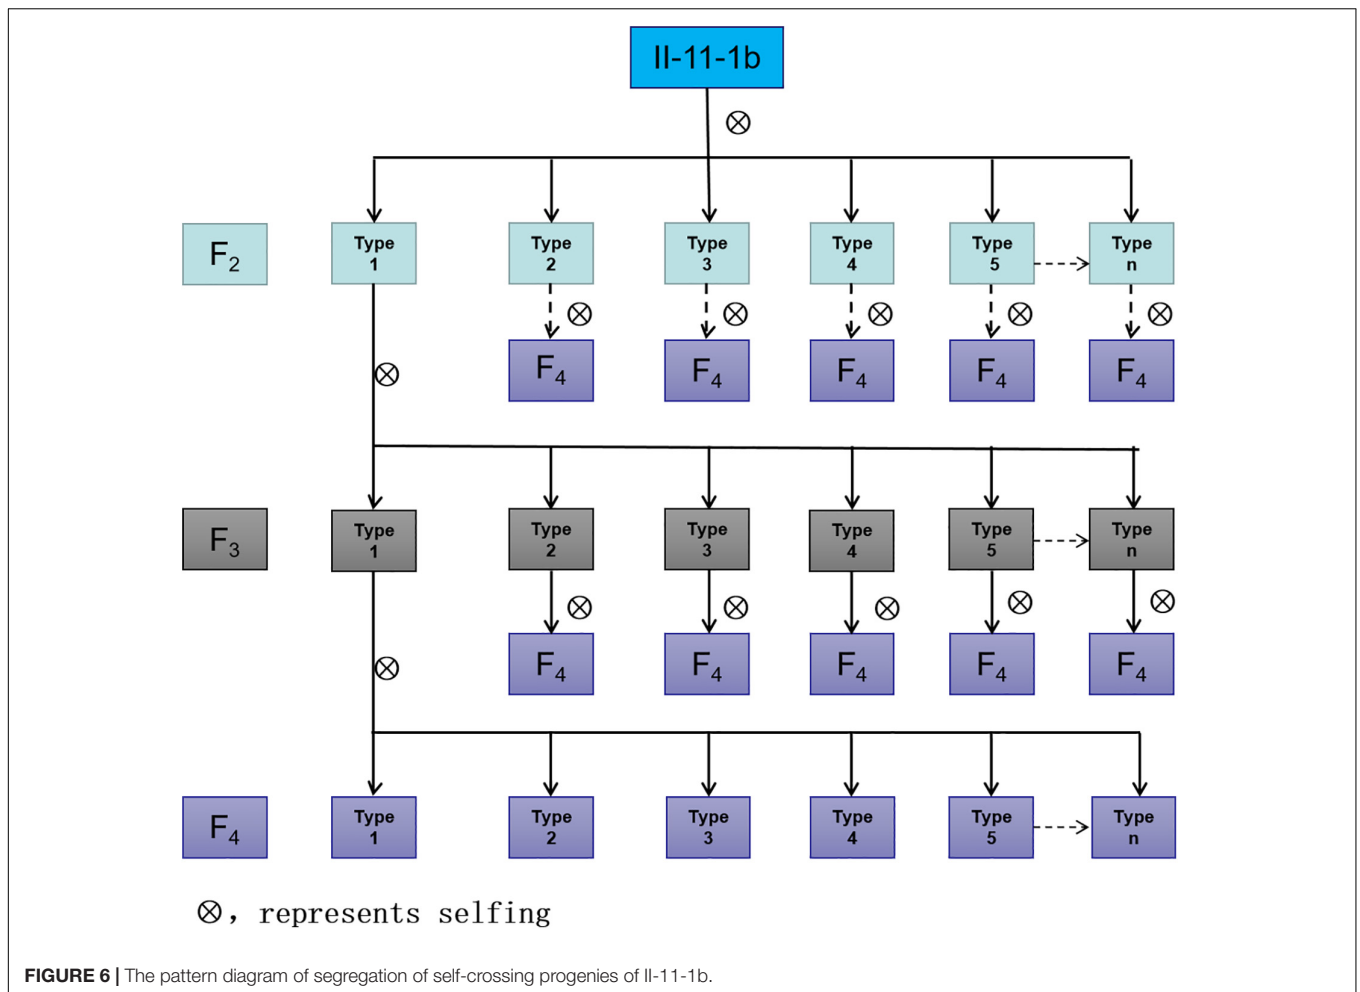 II-11-1b
⊗
F2
Type 1
Type 2
Type 3
Type 4
Type 5
Type n
⊗ ⊗ ⊗ ⊗ ⊗
F4 F4 F4 F4 F4
⊗
F3
Type 1
Type 2
Type 3
Type 4
Type 5
Type n
⊗ ⊗ ⊗ ⊗ ⊗
F4 F4 F4 F4 F4
⊗
F4
Type 1
Type 2
Type 3
Type 4
Type 5
Type n
⊗, represents selfing
FIGURE 6 | The pattern diagram of segregation of self-crossing progenies of II-11-1b.